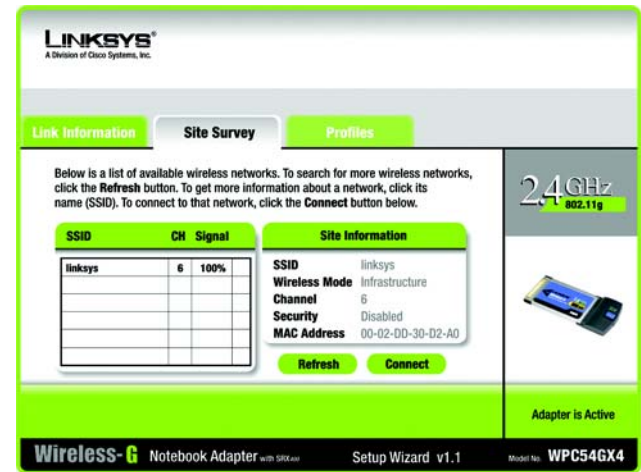 LINKSYS®
A Division of Cisco Systems, Inc.
Link Information Site Survey Profiles
Below is a list of available wireless networks. To search for more wireless networks,
click the Refresh button. To get more information about a network, click its
name (SSID). To connect to that network, click the Connect button below.
2.4GHz
802.11g
SSID CH Signal
linksys 6 100%
Site Information
SSID linksys
Wireless Mode Infrastructure
Channel 6
Security Disabled
MAC Address 00-02-DD-30-D2-A0
Refresh Connect
Adapter is Active
Wireless-G Notebook Adapter with SRX400 Setup Wizard v1.1 Model No. WPC54GX4